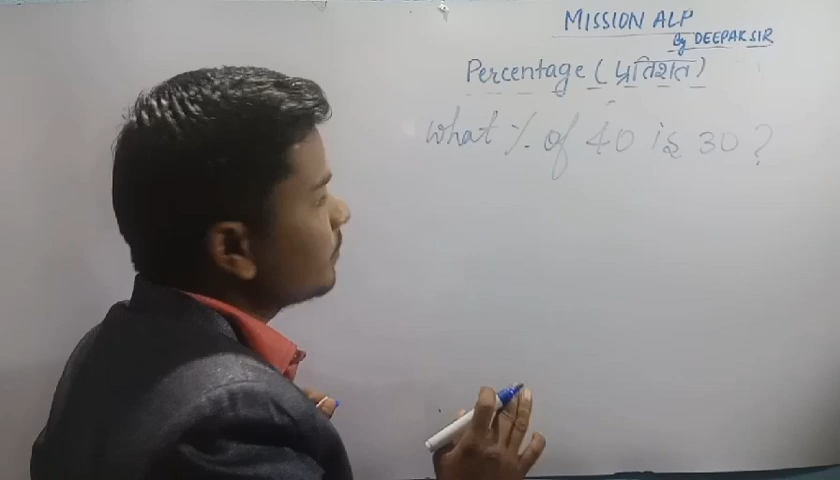 MISSION ALP
By DEEPAK SIR
Percentage (प्रतिशत)
What % of 40 is 30?